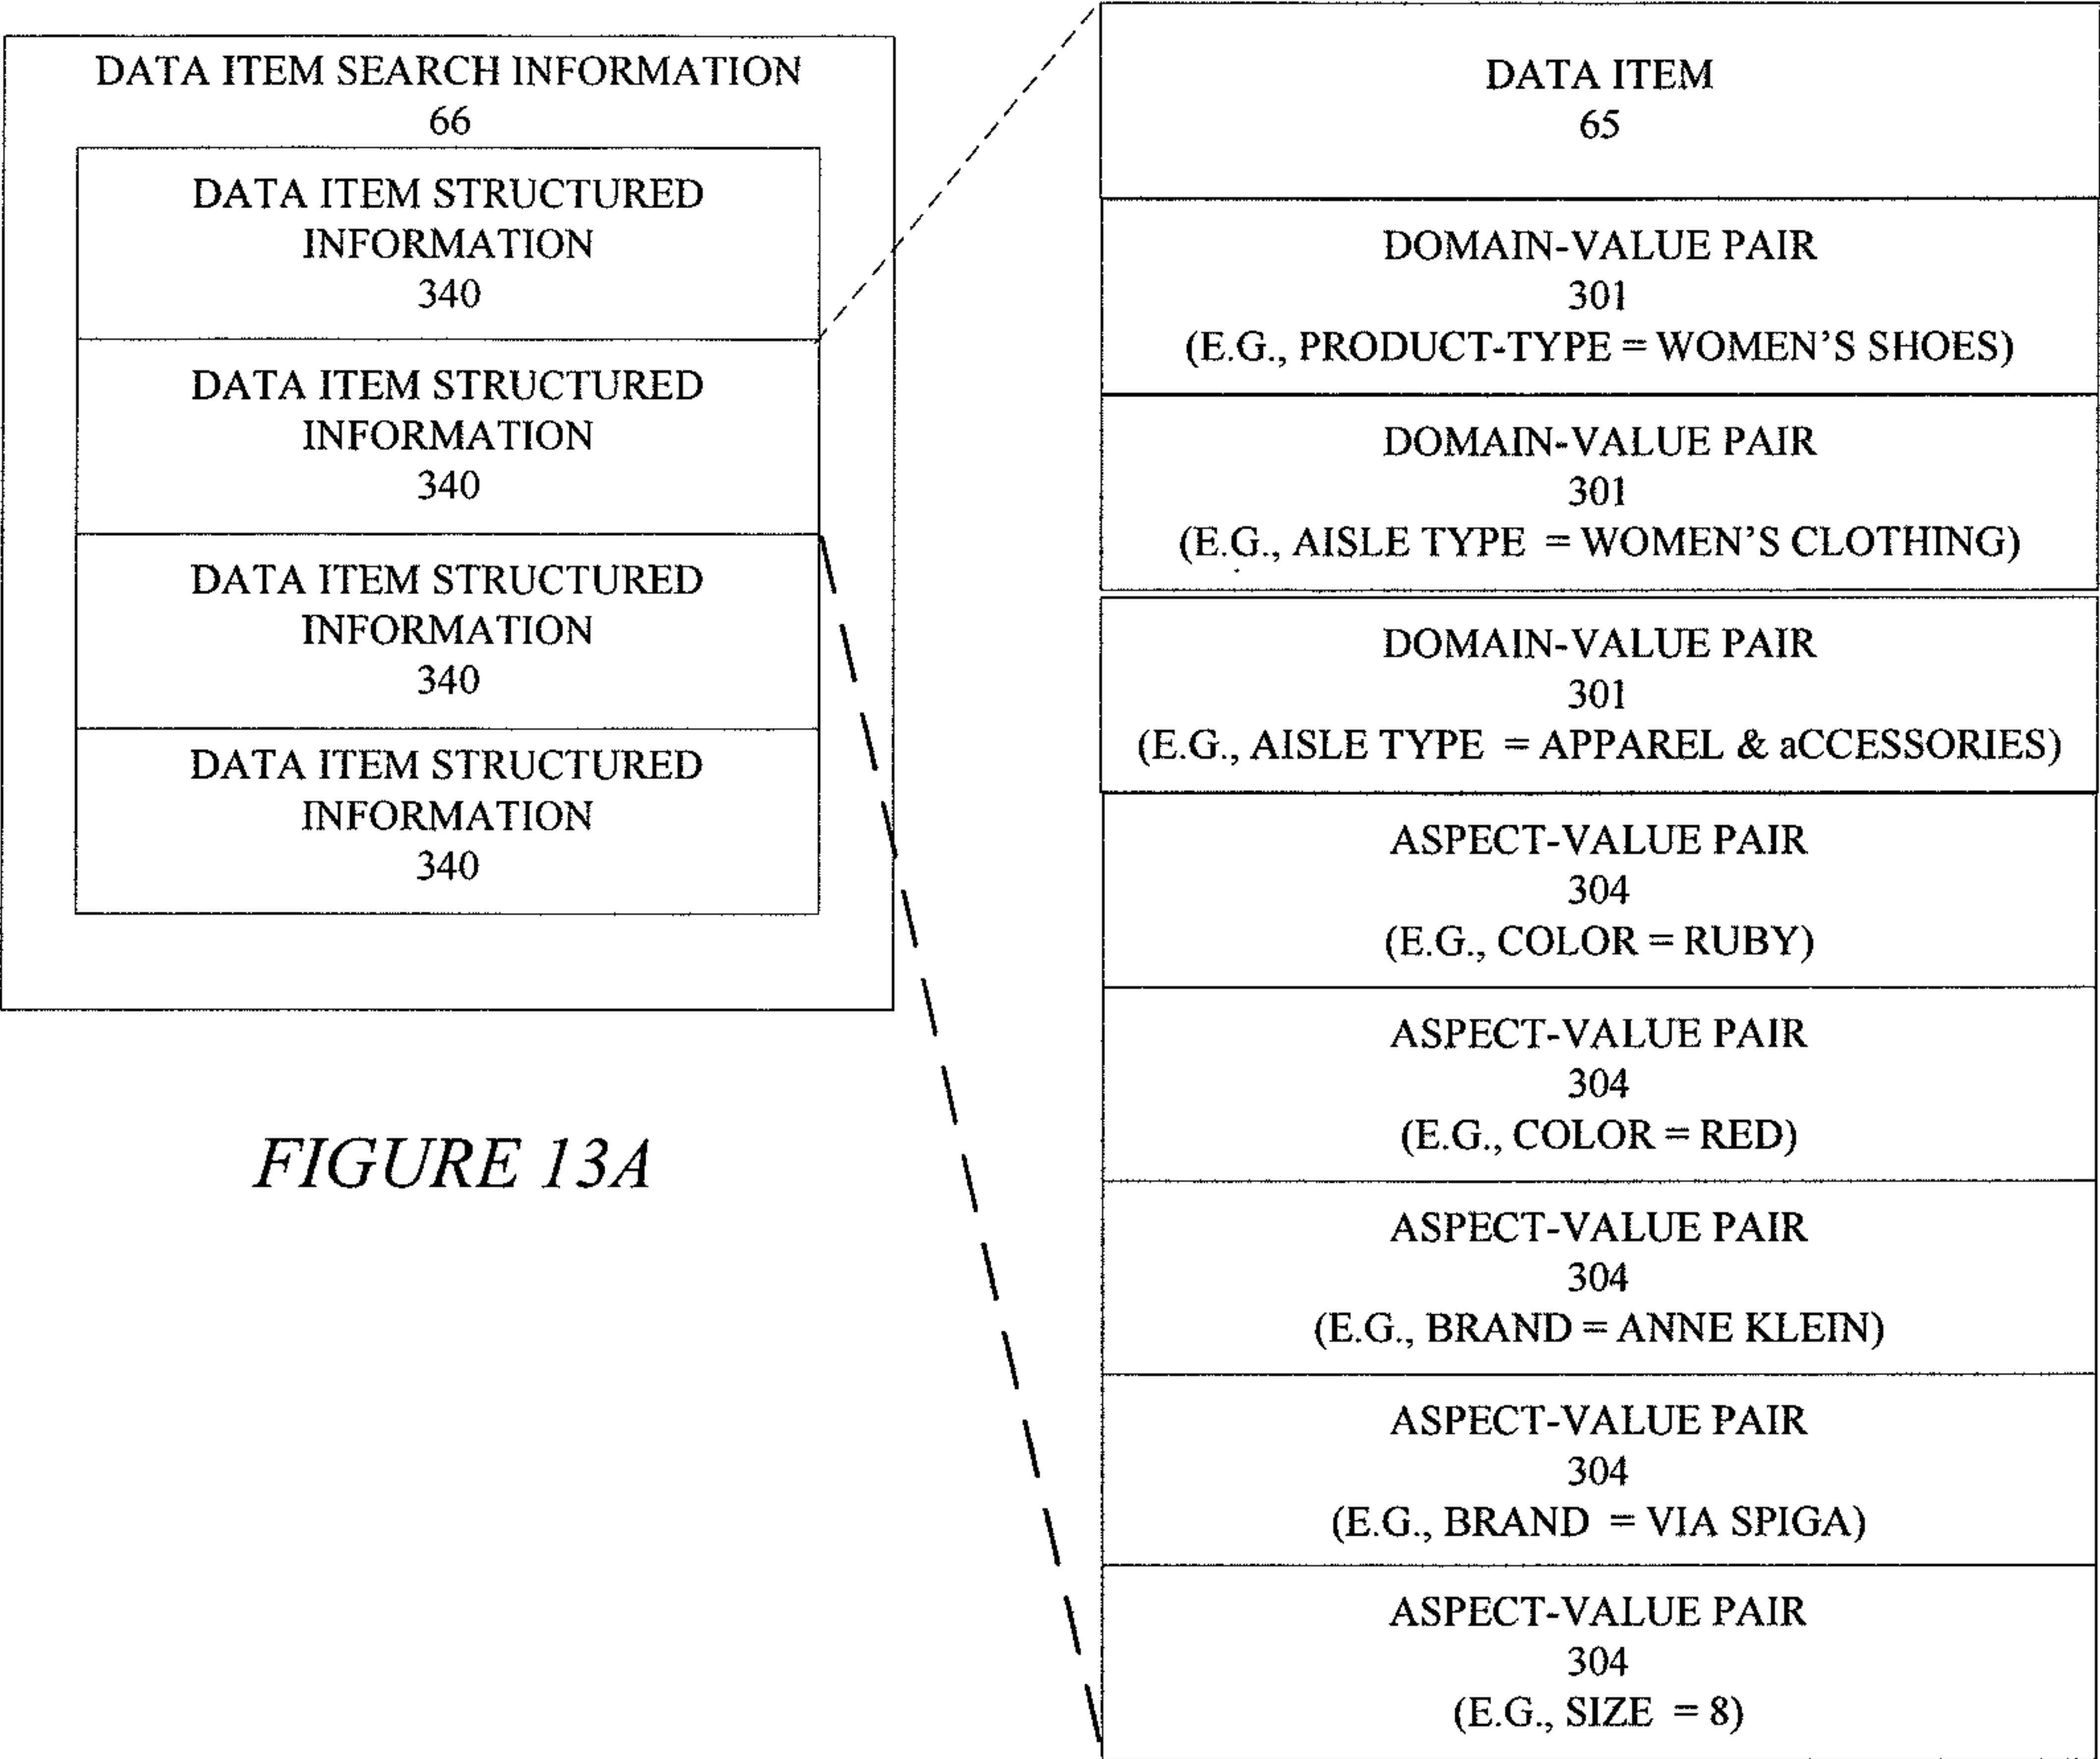 DATA ITEM SEARCH INFORMATION
66
DATA ITEM STRUCTURED
INFORMATION
340
DATA ITEM STRUCTURED
INFORMATION
340
DATA ITEM STRUCTURED
INFORMATION
340
DATA ITEM STRUCTURED
INFORMATION
340
FIGURE 13A
DATA ITEM
65
DOMAIN-VALUE PAIR
301
(E.G., PRODUCT-TYPE = WOMEN'S SHOES)
DOMAIN-VALUE PAIR
301
(E.G., AISLE TYPE = WOMEN'S CLOTHING)
DOMAIN-VALUE PAIR
301
(E.G., AISLE TYPE = APPAREL & aCCESSORIES)
ASPECT-VALUE PAIR
304
(E.G., COLOR = RUBY)
ASPECT-VALUE PAIR
304
(E.G., COLOR = RED)
ASPECT-VALUE PAIR
304
(E.G., BRAND = ANNE KLEIN)
ASPECT-VALUE PAIR
304
(E.G., BRAND = VIA SPIGA)
ASPECT-VALUE PAIR
304
(E.G., SIZE = 8)